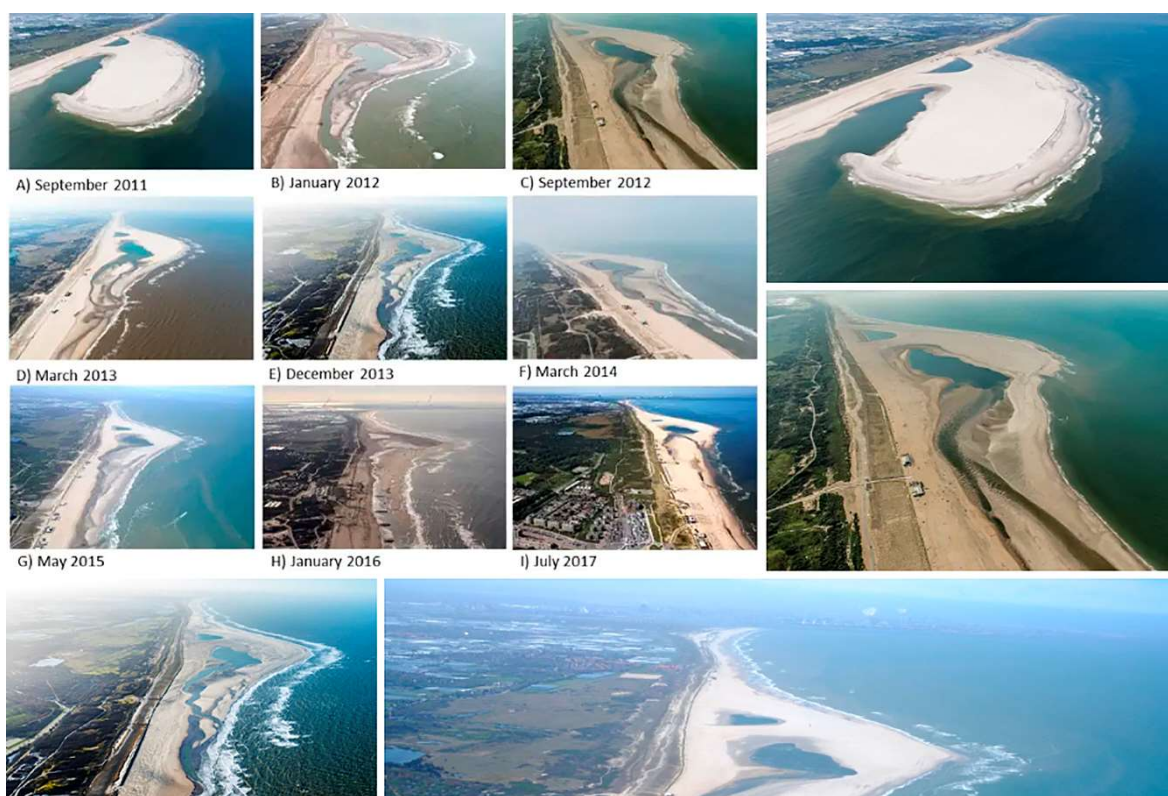 A) September 2011
B) January 2012
C) September 2012
D) March 2013
E) December 2013
F) March 2014
G) May 2015
H) January 2016
I) July 2017